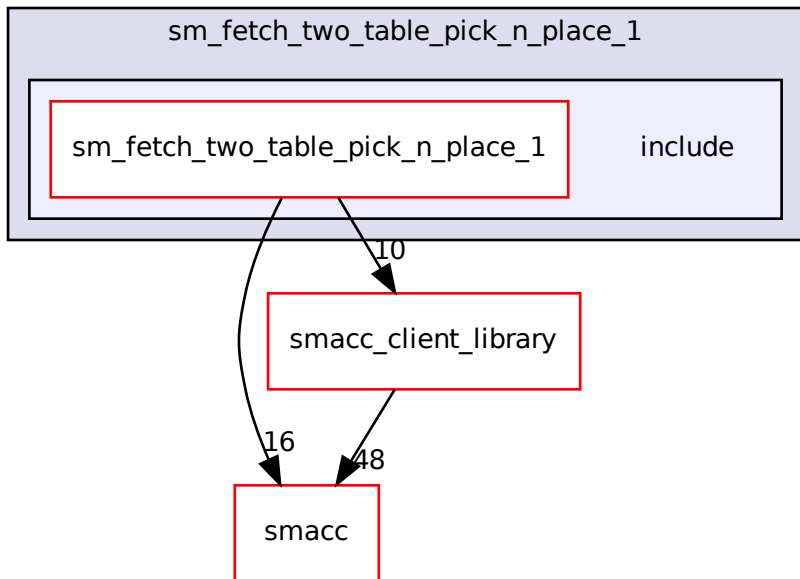 sm_fetch_two_table_pick_n_place_1
sm_fetch_two_table_pick_n_place_1
include
10
smacc_client_library
16
48
smacc